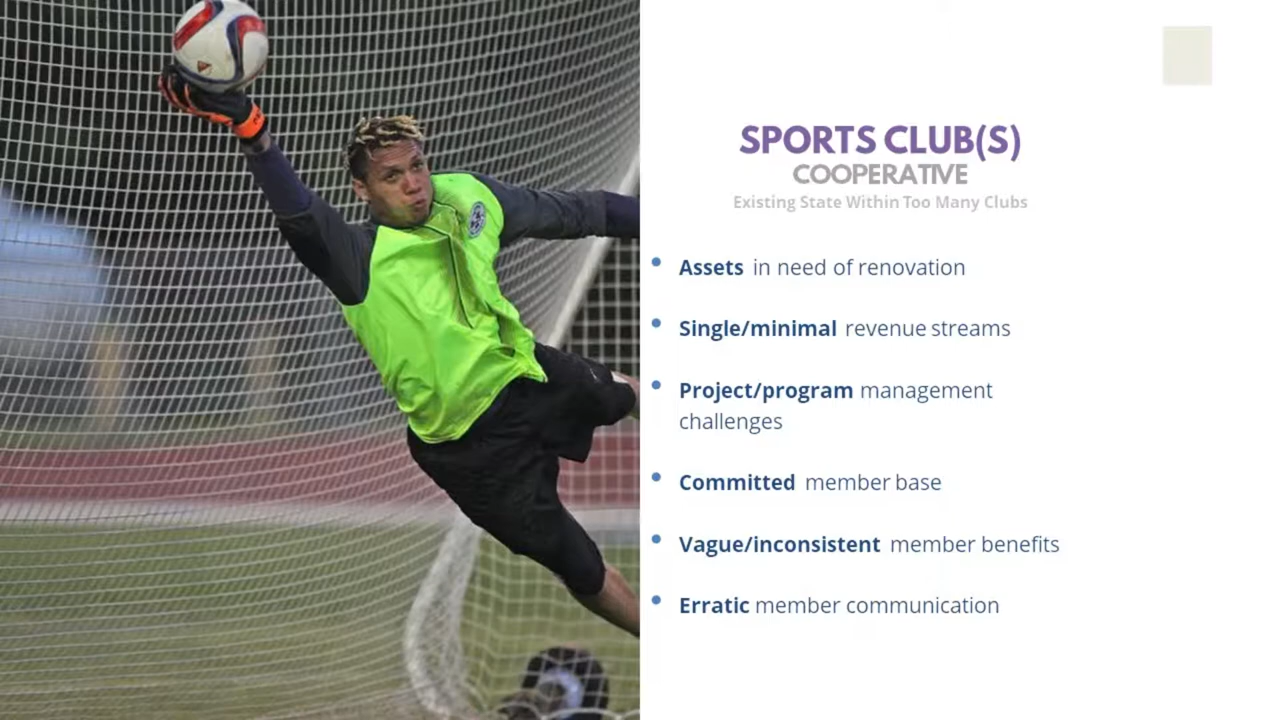 SPORTS CLUB(S)
COOPERATIVE
Existing State Within Too Many Clubs
Assets in need of renovation
Single/minimal revenue streams
Project/program management
challenges
Committed member base
Vague/inconsistent member benefits
Erratic member communication